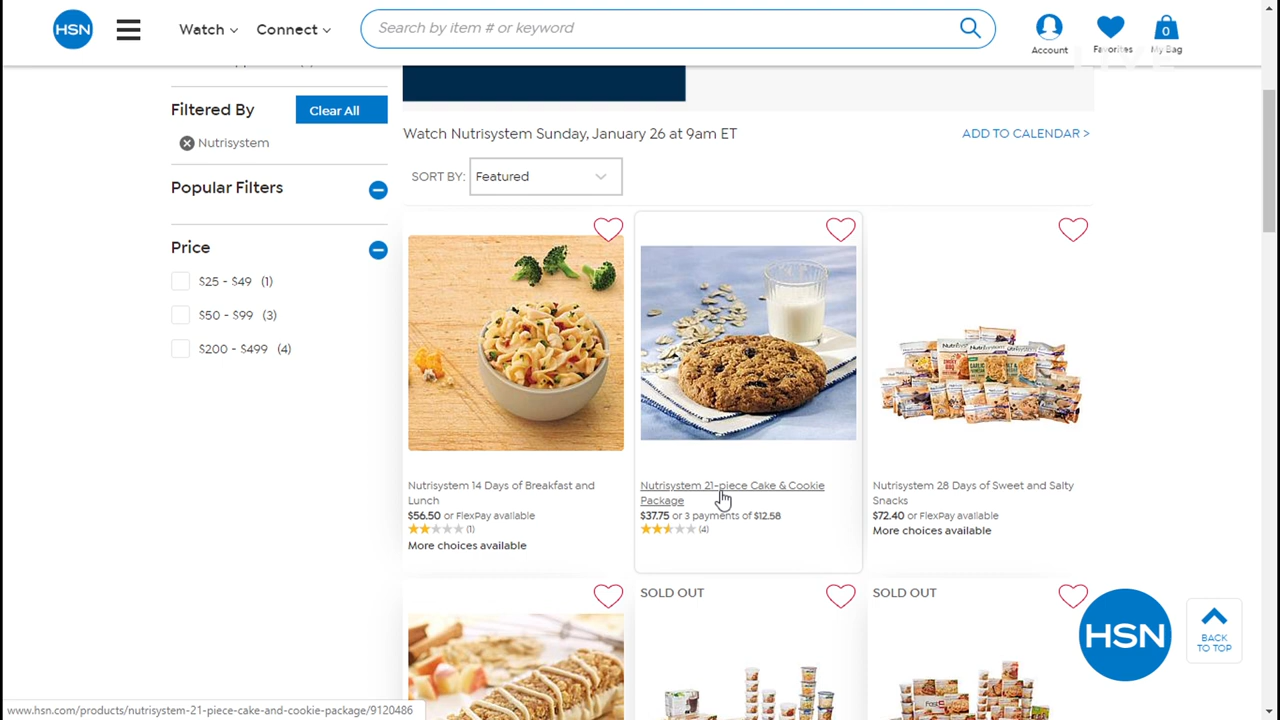 HSN
Watch
Connect
Search by item # or keyword
Account
Favorites
0
My Bag
LIVE
Filtered By
Clear All
Nutrisystem
Popular Filters
Price
$25 - $49 (1)
$50 - $99 (3)
$200 - $499 (4)
Watch Nutrisystem Sunday, January 26 at 9am ET
ADD TO CALENDAR >
SORT BY:
Featured
Nutrisystem 14 Days of Breakfast and
Lunch
$56.50 or FlexPay available
(1)
More choices available
Nutrisystem 21-piece Cake & Cookie
Package
$37.75 or 3 payments of $12.58
(4)
Nutrisystem 28 Days of Sweet and Salty
Snacks
$72.40 or FlexPay available
More choices available
SOLD OUT
SOLD OUT
HSN
BACK
TO TOP
www.hsn.com/products/nutrisystem-21-piece-cake-and-cookie-package/9120486